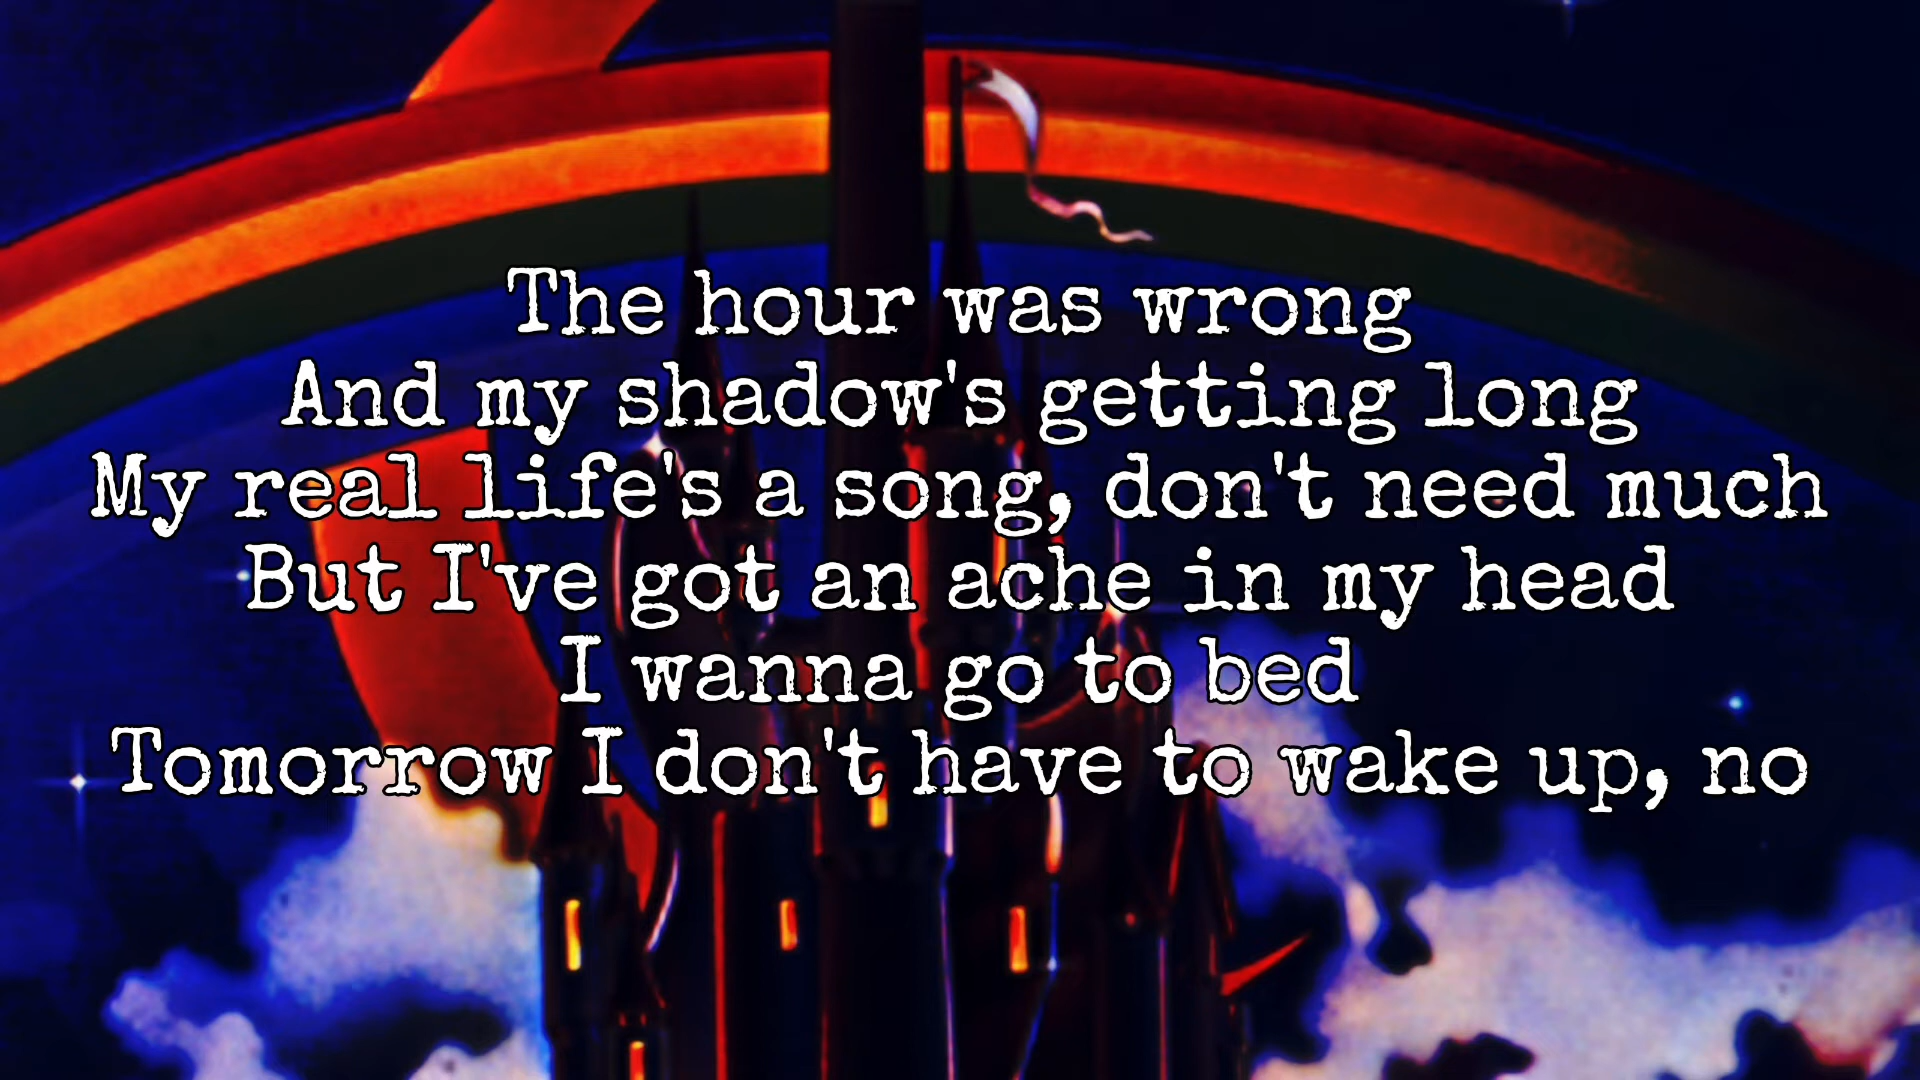 The hour was wrong
And my shadow's getting long
My real life's a song, don't need much
But I've got an ache in my head
I wanna go to bed
Tomorrow I don't have to wake up, no